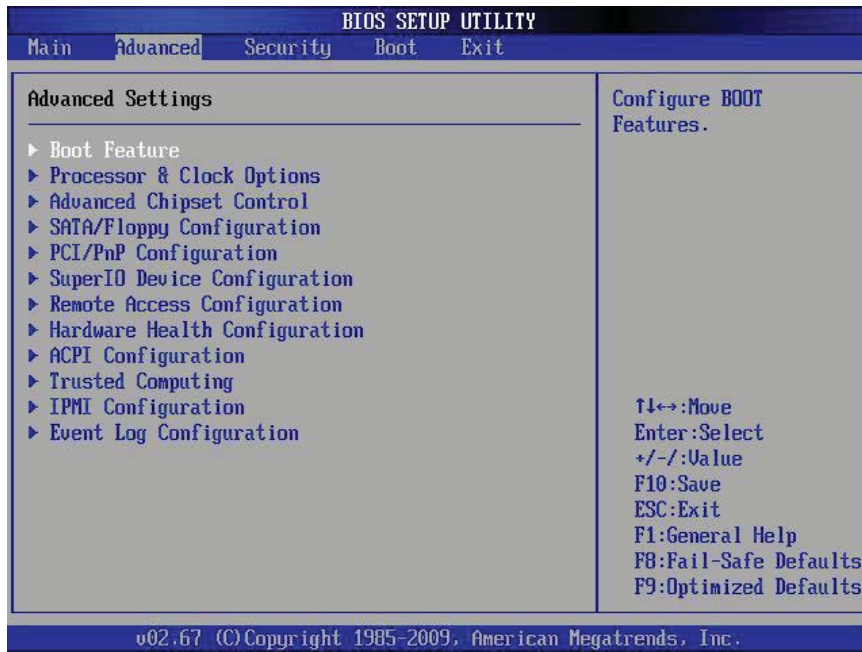 BIOS SETUP UTILITY
Main Advanced Security Boot Exit
Advanced Settings
▶ Boot Feature
▶ Processor & Clock Options
▶ Advanced Chipset Control
▶ SATA/Floppy Configuration
▶ PCI/PnP Configuration
▶ SuperIO Device Configuration
▶ Remote Access Configuration
▶ Hardware Health Configuration
▶ ACPI Configuration
▶ Trusted Computing
▶ IPMI Configuration
▶ Event Log Configuration
Configure BOOT
Features.
↑↓←→:Move
Enter:Select
+/-/:Value
F10:Save
ESC:Exit
F1:General Help
F8:Fail-Safe Defaults
F9:Optimized Defaults
v02.67 (C)Copyright 1985-2009, American Megatrends, Inc.